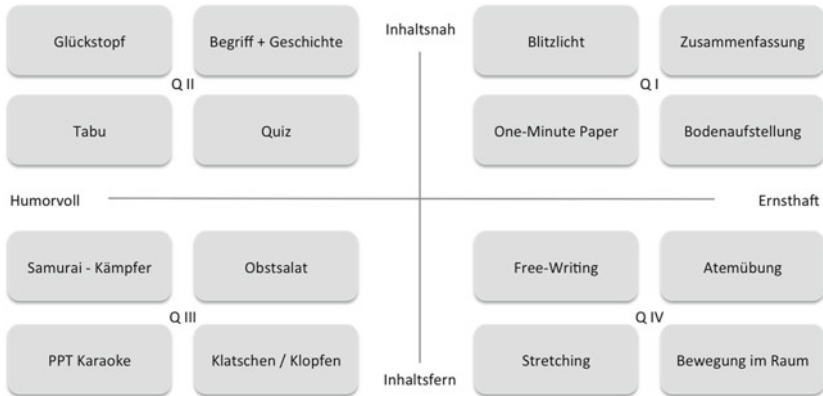 Glückstopf
Begriff + Geschichte
Inhaltsnah
Blitzlicht
Zusammenfassung
Q II
Q I
Tabu
Quiz
One-Minute Paper
Bodenaufstellung
Humorvoll
Ernsthaft
Samurai - Kämpfer
Obstsalat
Free-Writing
Atemübung
Q III
Q IV
PPT Karaoke
Klatschen / Klopfen
Inhaltsfern
Stretching
Bewegung im Raum